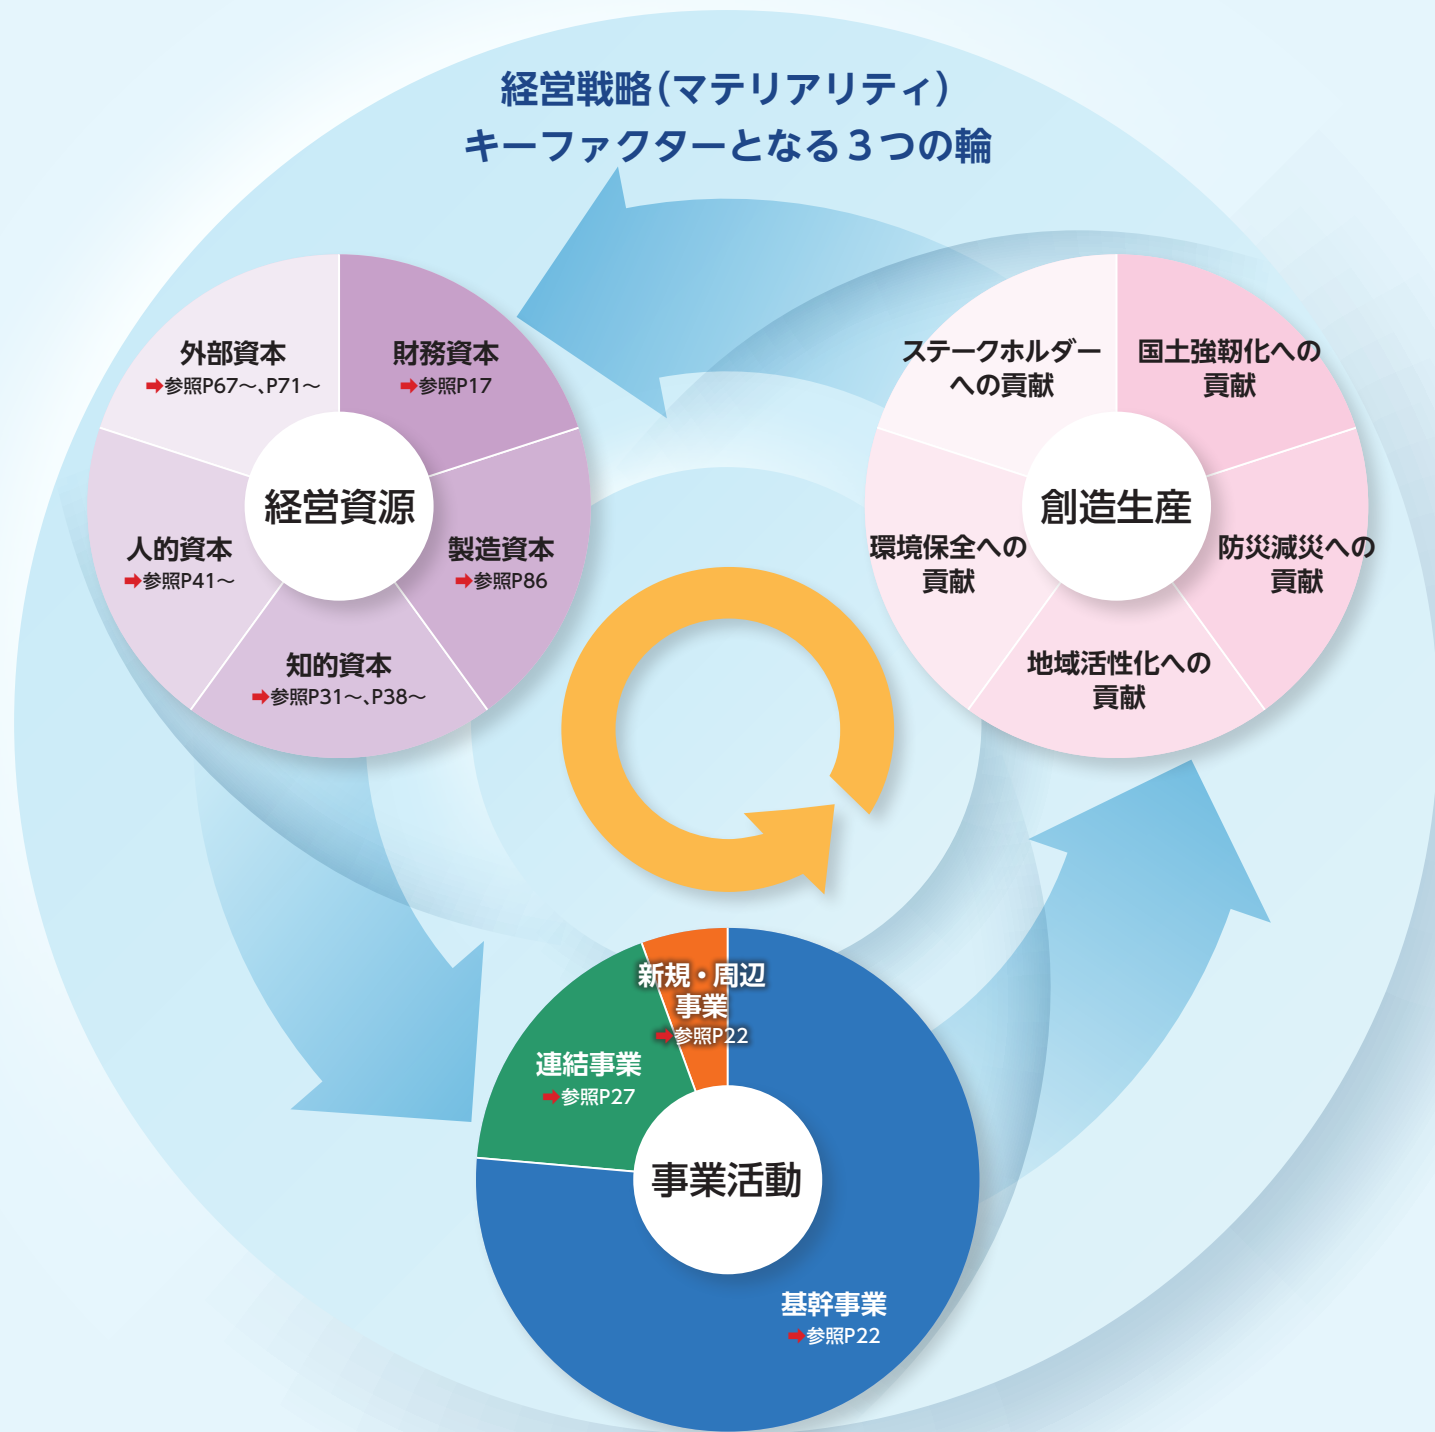 経営戦略(マテリアリティ)
キーファクターとなる3つの輪
外部資本
➡参照P67～、P71～
財務資本
➡参照P17
製造資本
➡参照P86
知的資本
➡参照P31～、P38～
人的資本
➡参照P41～
経営資源
ステークホルダー
への貢献
国土強靭化への
貢献
防災減災への
貢献
地域活性化への
貢献
環境保全への
貢献
創造生産
新規・周辺
事業
➡参照P22
連結事業
➡参照P27
事業活動
基幹事業
➡参照P22